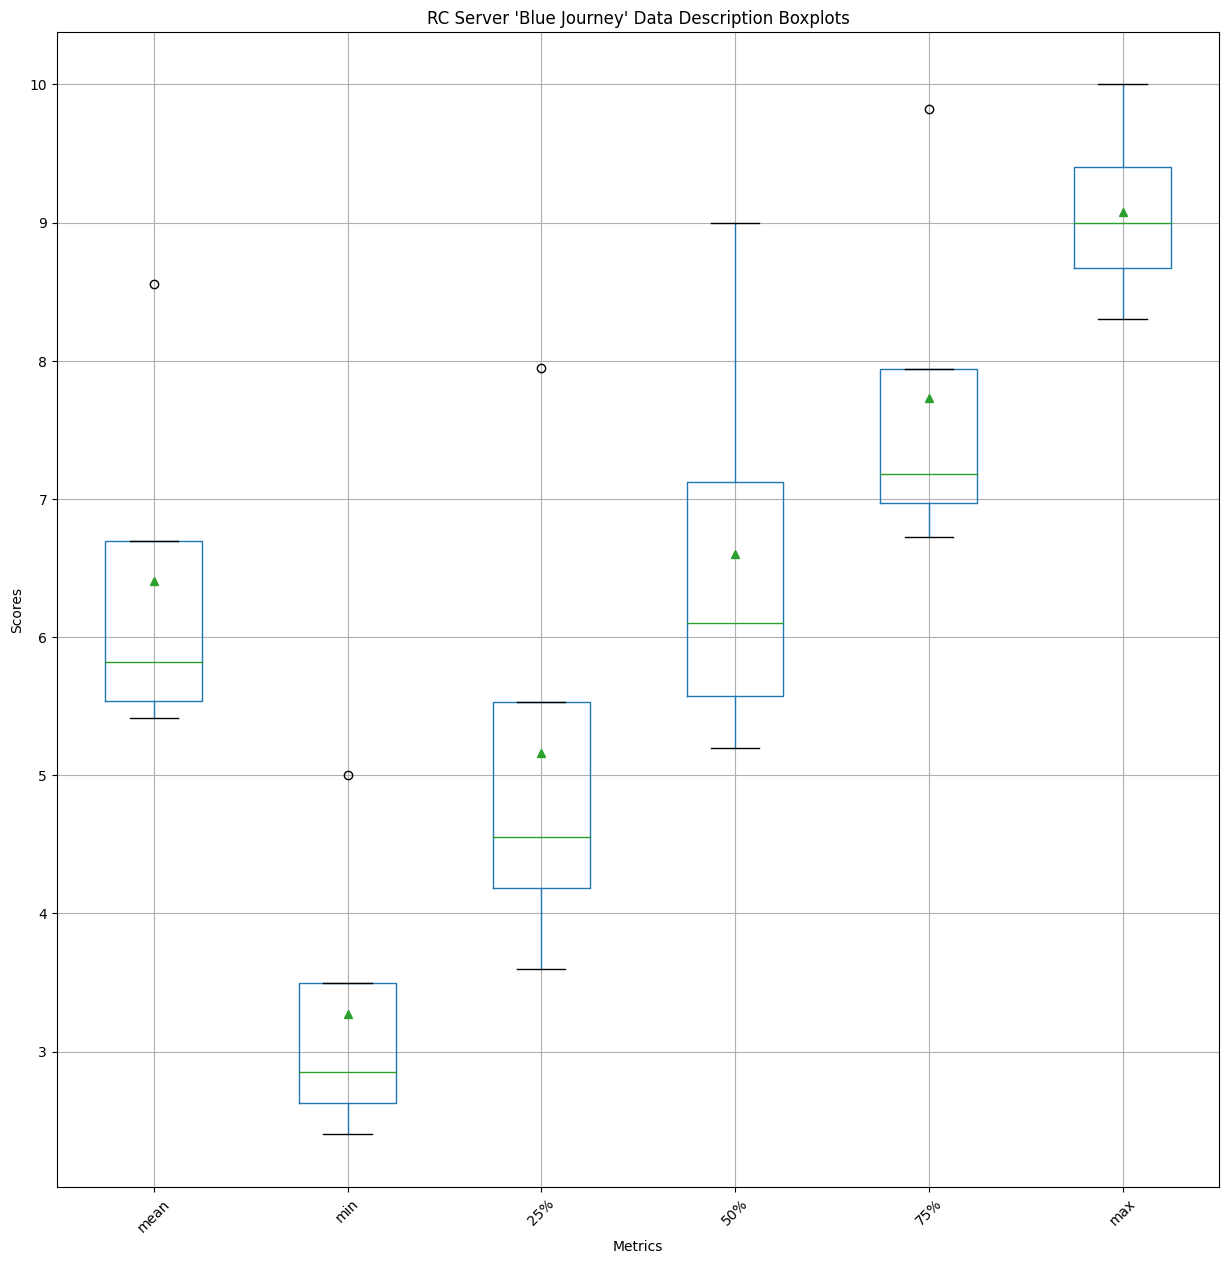 RC Server 'Blue Journey' Data Description Boxplots
10
9
8
7
6
5
4
3
Scores
mean
min
25%
50%
75%
max
Metrics